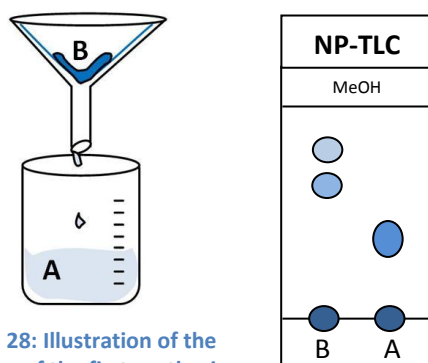 B
A
28: Illustration of the
NP-TLC
MeOH
B A